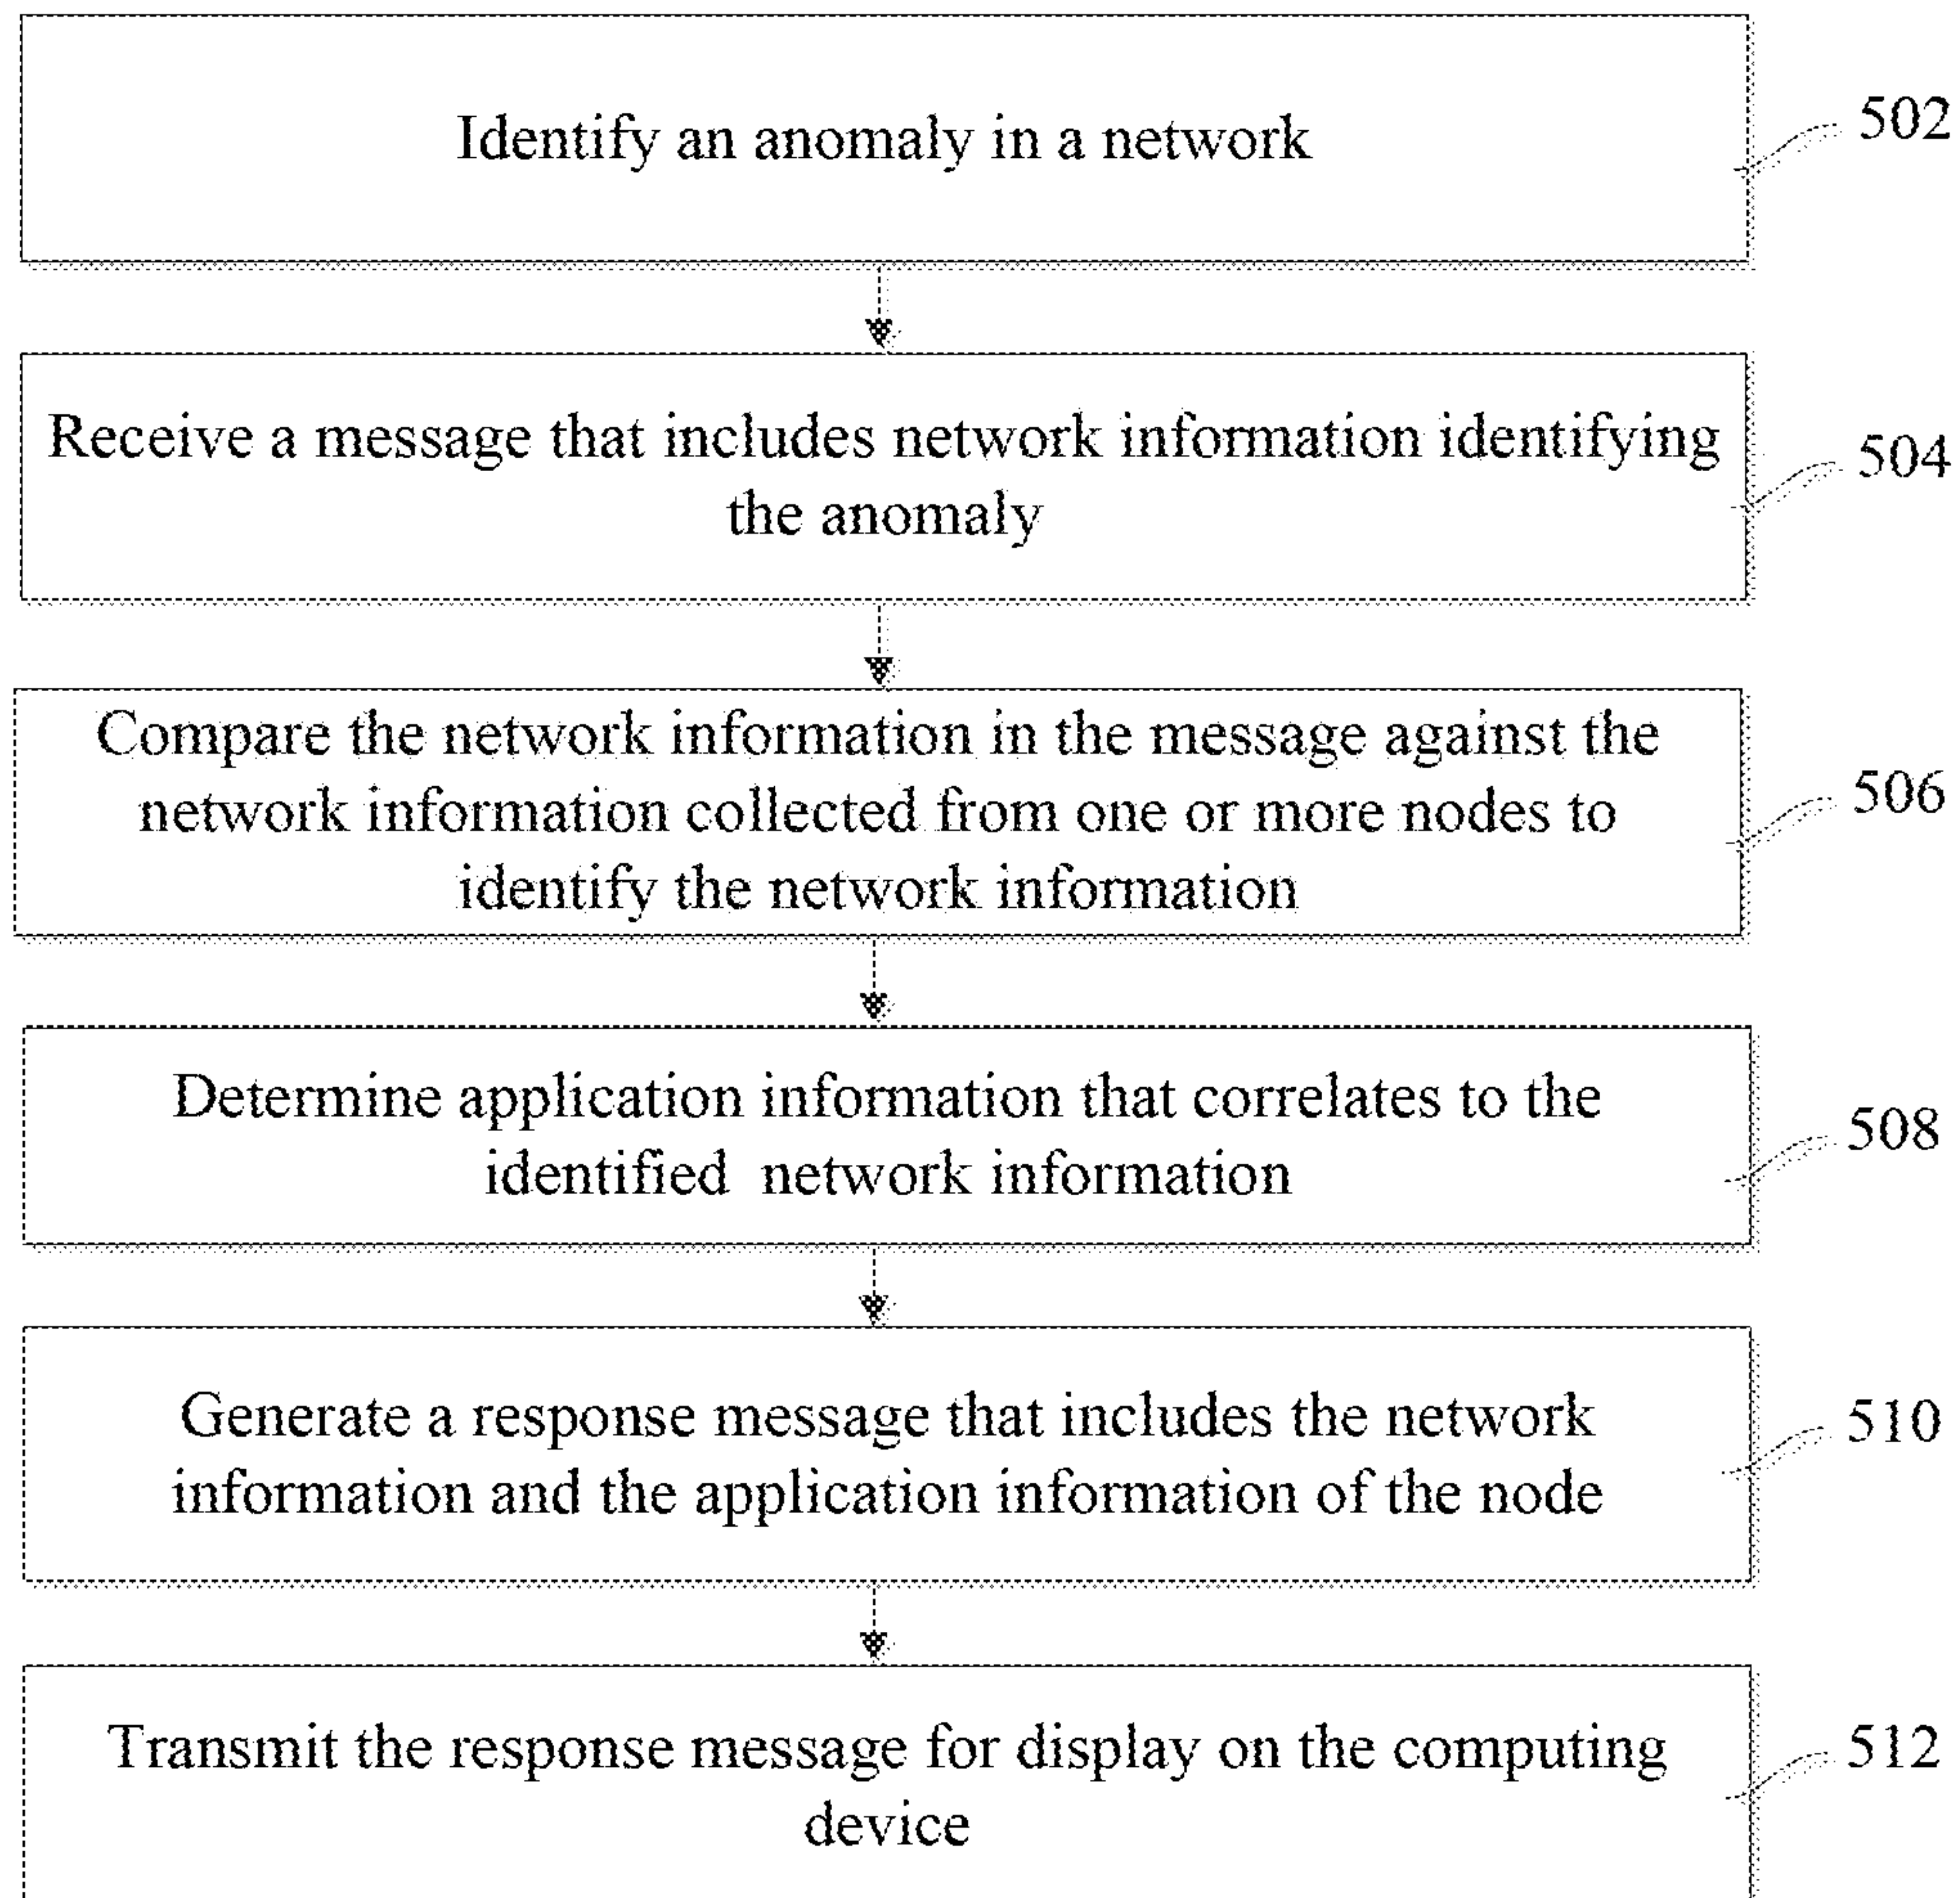 Identify an anomaly in a network
502
Receive a message that includes network information identifying
the anomaly
504
Compare the network information in the message against the
network information collected from one or more nodes to
identify the network information
506
Determine application information that correlates to the
identified network information
508
Generate a response message that includes the network
information and the application information of the node
510
Transmit the response message for display on the computing
device
512